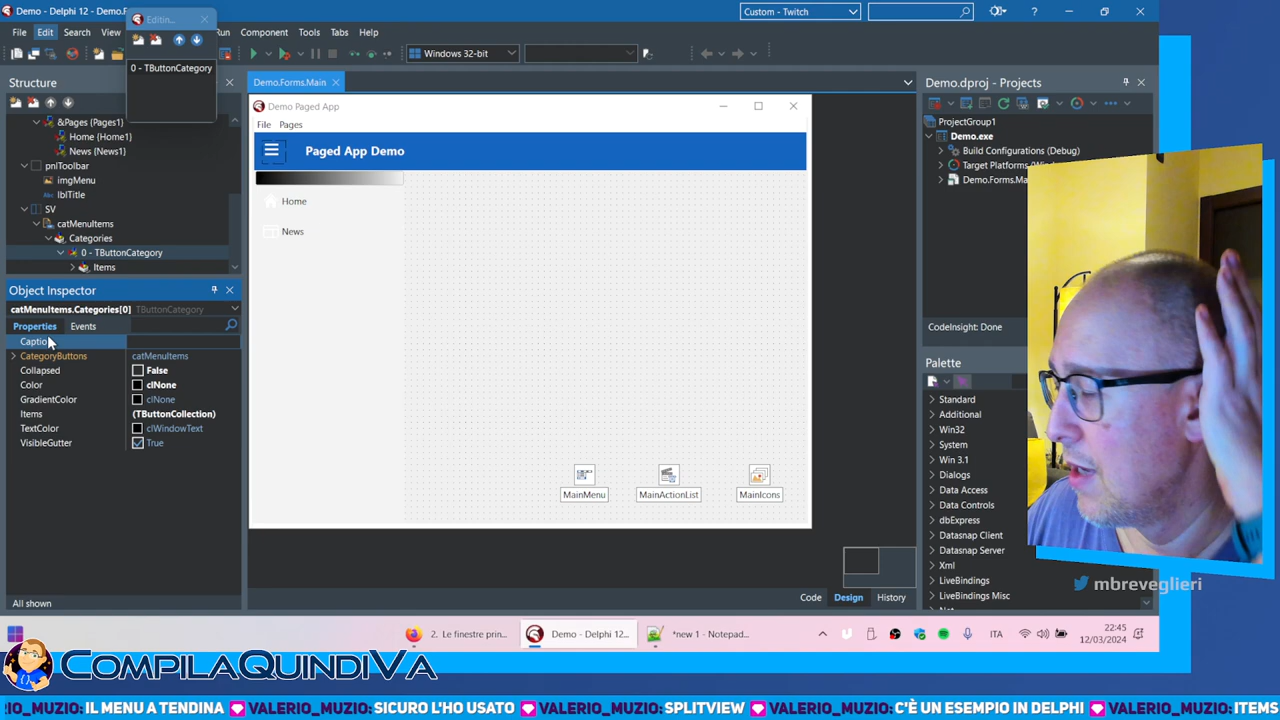 Demo - Delphi 12 - Demo.F
Editin...
Custom - Twitch
File Edit Search View Run Component Tools Tabs Help
0 - TButtonCategory
Windows 32-bit
Structure
&Pages {Pages1}
Home {Home1}
News {News1}
pnlToolbar
imgMenu
lblTitle
SV
catMenuItems
Categories
0 - TButtonCategory
Items
Object Inspector
catMenuItems.Categories[0] TButtonCategory
Properties Events
Caption
CategoryButtons catMenuItems
Collapsed False
Color clNone
GradientColor clNone
Items (TButtonCollection)
TextColor clWindowText
VisibleGutter True
All shown
Demo.Forms.Main
Demo Paged App
File Pages
Paged App Demo
Home
News
MainMenu MainActionList MainIcons
Code Design History
Demo.dproj - Projects
ProjectGroup1
Demo.exe
Build Configurations (Debug)
Target Platforms (Win
Demo.Forms.Ma
CodeInsight: Done
Palette
Standard
Additional
Win32
System
Win 3.1
Dialogs
Data Access
Data Controls
dbExpress
Datasnap Client
Datasnap Server
Xml
LiveBindings
LiveBindings Misc
mbreveglieri
2. Le finestre prin... Demo - Delphi 12... *new 1 - Notepad...
ITA
22:45
12/03/2024
COMPILAQUINDIVA
IO_MUZIO: IL MENU A TENDINA VALERIO_MUZIO: SICURO L'HO USATO VALERIO_MUZIO: SPLITVIEW VALERIO_MUZIO: C'È UN ESEMPIO IN DELPHI VALERIO_MUZIO: ITEMS